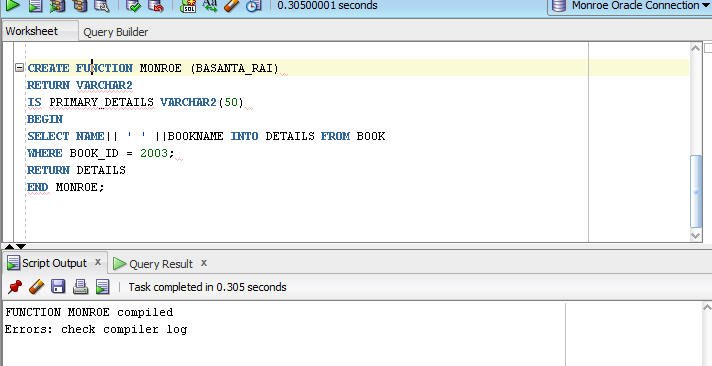 0.30500001 seconds
Monroe Oracle Connection
Worksheet
Query Builder
CREATE FUNCTION MONROE (BASANTA_RAI)
RETURN VARCHAR2
IS PRIMARY_DETAILS VARCHAR2(50)
BEGIN
SELECT NAME|| ' ' ||BOOKNAME INTO DETAILS FROM BOOK
WHERE BOOK_ID = 2003;
RETURN DETAILS
END MONROE;
Script Output x
Query Result x
Task completed in 0.305 seconds
FUNCTION MONROE compiled
Errors: check compiler log